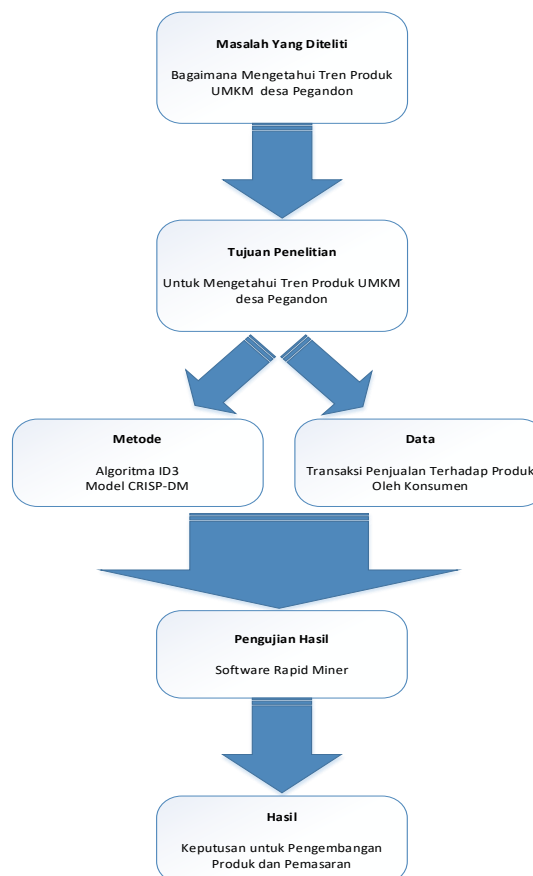 Masalah Yang Diteliti
Bagaimana Mengetahui Tren Produk
UMKM desa Pegandon
Tujuan Penelitian
Untuk Mengetahui Tren Produk UMKM
desa Pegandon
Metode
Algoritma ID3
Model CRISP-DM
Data
Transaksi Penjualan Terhadap Produk
Oleh Konsumen
Pengujian Hasil
Software Rapid Miner
Hasil
Keputusan untuk Pengembangan
Produk dan Pemasaran